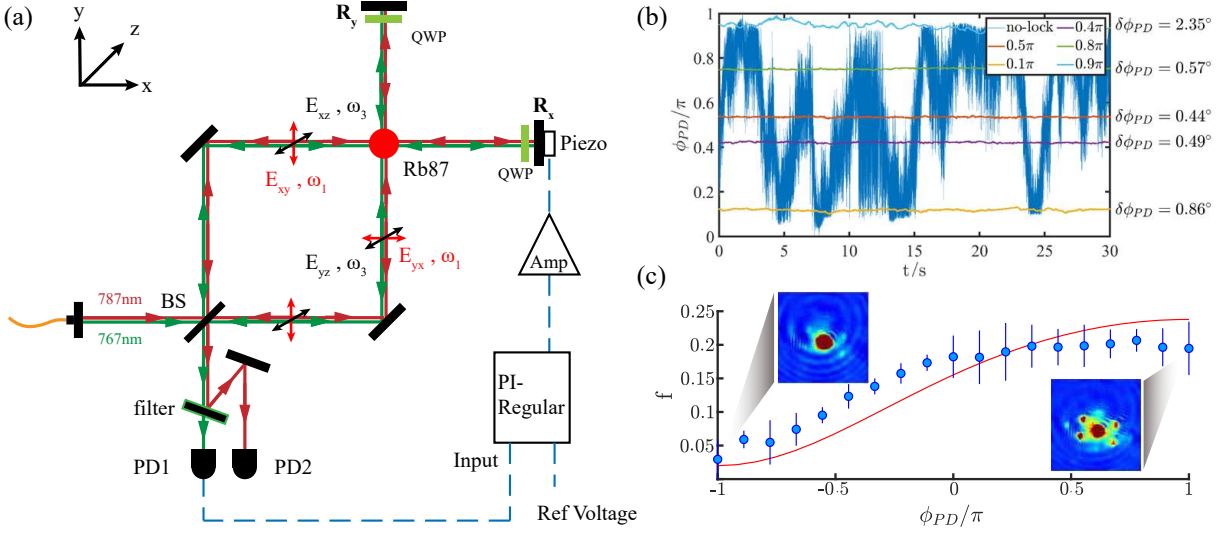 (a)
y
z
x
R_y
QWP
E_xz , ω_3
R_x
Piezo
E_xy , ω_1
Rb87
QWP
E_yz , ω_3
E_yx , ω_1
Amp
787nm
BS
767nm
filter
PI-
Regular
PD1
PD2
Input
Ref Voltage
(b)
ϕ_PD/π
1
0.8
0.6
0.4
0.2
0
no-lock
0.4π
0.5π
0.8π
0.1π
0.9π
δϕ_PD = 2.35°
δϕ_PD = 0.57°
δϕ_PD = 0.44°
δϕ_PD = 0.49°
δϕ_PD = 0.86°
0 5 10 15 20 25 30
t/s
(c)
f
0.25
0.20
0.15
0.10
0.05
-1 -0.5 0 0.5 1
ϕ_PD/π